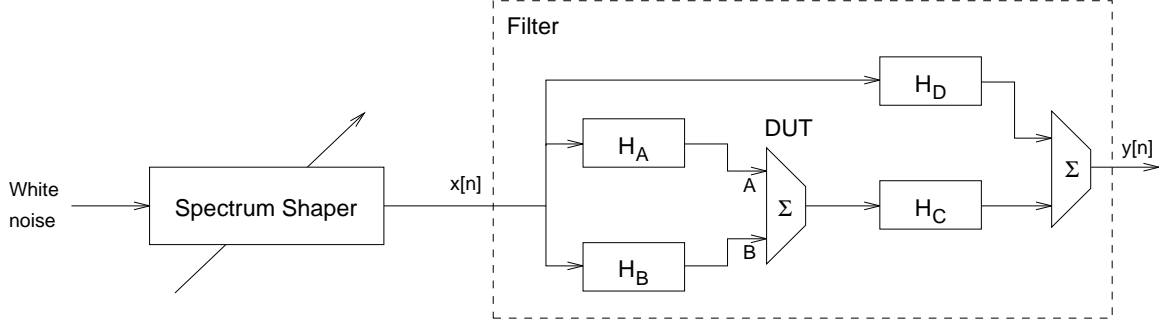 Filter
H_D
DUT
H_A
A
Σ
y[n]
x[n]
White
noise
Spectrum Shaper
Σ
H_C
B
H_B